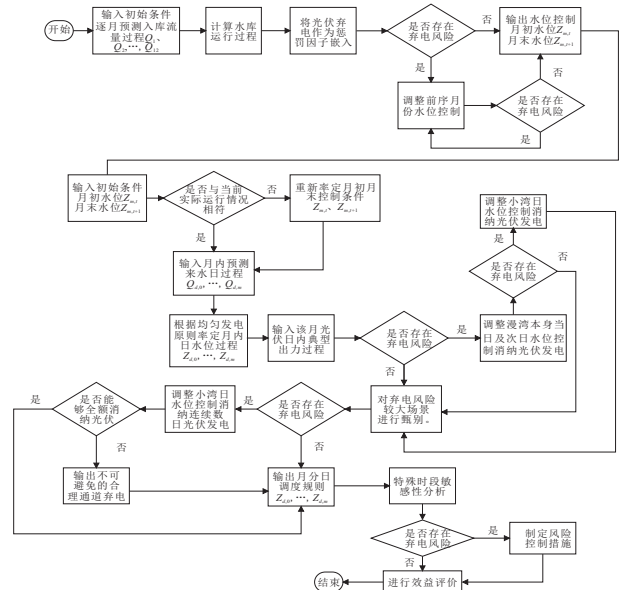 开始
输入初始条件
逐月预测入库流
量过程Q₁、
Q₂,…,Q₁₂
计算水库
运行过程
将光伏弃
电作为惩
罚因子嵌入
是否存在
弃电风险
否
是
输出水位控制
月初水位Zm,t
月末水位Zm,t+1
调整前序月
份水位控制
是否存在
弃电风险
否
是
输入初始条件
月初水位Zm,t
月末水位Zm,t+1
是否与当前
实际运行情况
相符
否
是
重新率定月初月
末控制条件
Zm,t、Zm,t+1
输入月内预测
来水日过程
Qd,0,…,Qd,m
根据均匀发电
原则率定月内
日水位过程
Zd,0,…,Zd,m
输入该月光
伏日内典型
出力过程
是否存在
弃电风险
是
否
调整漫湾本身当
日及次日水位控
制消纳光伏发电
是否存在
弃电风险
是
否
调整小湾日
水位控制消
纳光伏发电
对弃电风险
较大场景
进行甄别。
是否存在
弃电风险
是
否
调整小湾日
水位控制消
纳连续数
日光伏发电
是否能
够全额消
纳光伏
是
否
输出不可
避免的合
理通道弃电
输出月分日
调度规则
Zd,0,…,Zd,m
特殊时段敏
感性分析
是否存在
弃电风险
是
否
制定风险
控制措施
进行效益评价
结束